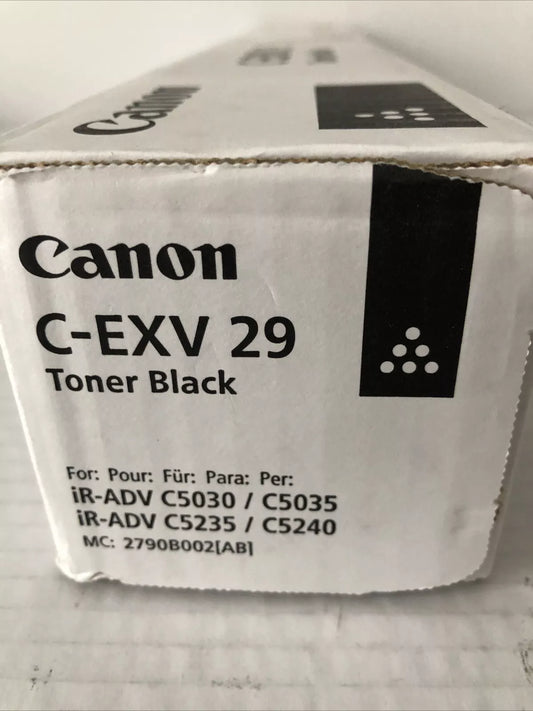 Canon
Canon
C-EXV 29
Toner Black
For: Pour: Für: Para: Per:
iR-ADV C5030 / C5035
iR-ADV C5235 / C5240
MC: 2790B002[AB]